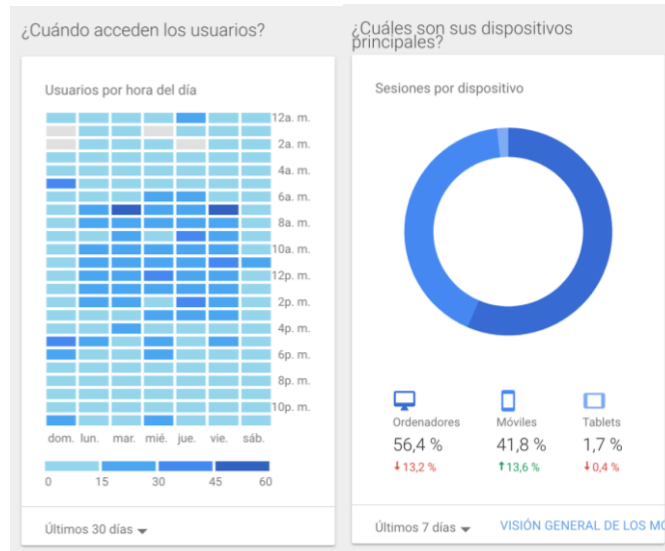 ¿Cuándo acceden los usuarios?
Usuarios por hora del día
12a. m.
2a. m.
4a. m.
6a. m.
8a. m.
10a. m.
12p. m.
2p. m.
4p. m.
6p. m.
8p. m.
10p. m.
dom. lun. mar. mié. jue. vie. sáb.
0 15 30 45 60
Últimos 30 días
¿Cuáles son sus dispositivos
principales?
Sesiones por dispositivo
Ordenadores Móviles Tablets
56,4 % 41,8 % 1,7 %
↓13,2 % ↑13,6 % ↓0,4 %
Últimos 7 días VISIÓN GENERAL DE LOS MO